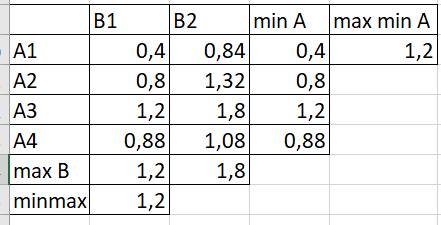 B1 B2 min A max min A
A1 0,4 0,84 0,4 1,2
A2 0,8 1,32 0,8
A3 1,2 1,8 1,2
A4 0,88 1,08 0,88
max B 1,2 1,8
minmax 1,2